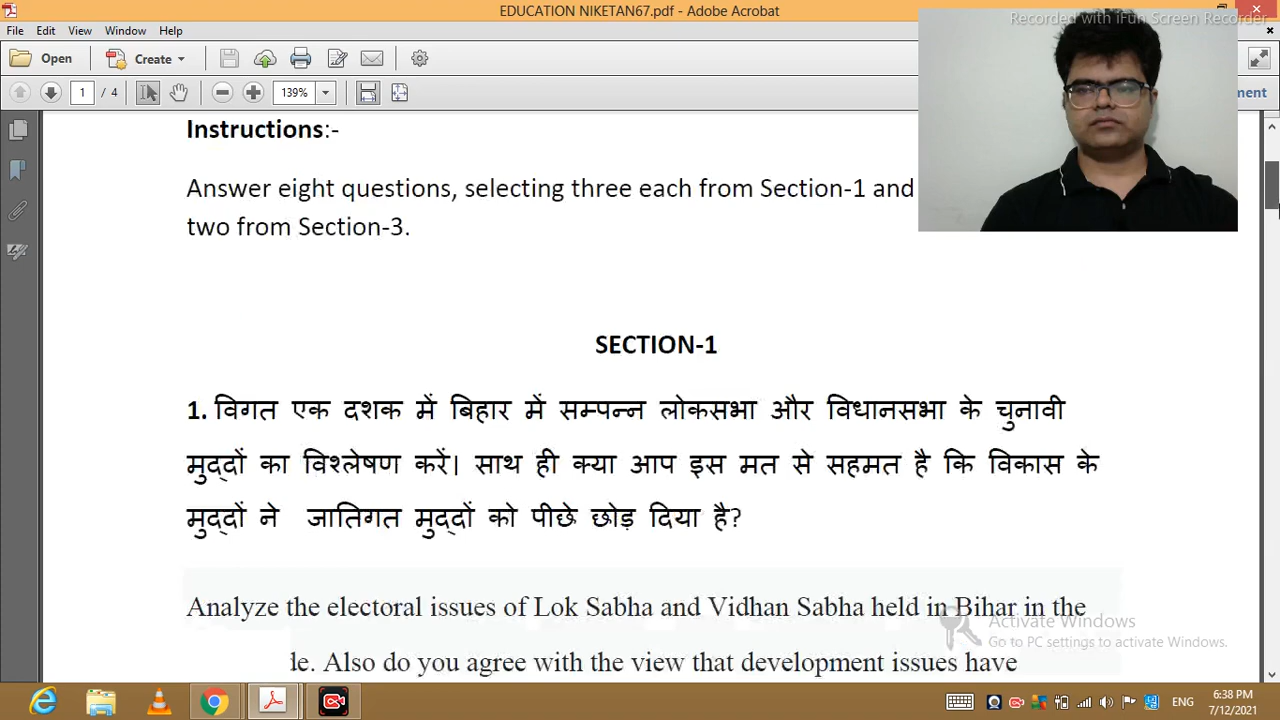 EDUCATION NIKETAN67.pdf - Adobe Acrobat
Recorded with iFun Screen Recorder
File Edit View Window Help
Open Create
1 / 4 139%
Instructions:-
Answer eight questions, selecting three each from Section-1 and
two from Section-3.
SECTION-1
1. विगत एक दशक में बिहार में सम्पन्न लोकसभा और विधानसभा के चुनावी
मुद्दों का विश्लेषण करें। साथ ही क्या आप इस मत से सहमत है कि विकास के
मुद्दों ने जातिगत मुद्दों को पीछे छोड़ दिया है?
Analyze the electoral issues of Lok Sabha and Vidhan Sabha held in Bihar in the
Activate Windows
Go to PC settings to activate Windows.
Also do you agree with the view that development issues have
ENG
6:38 PM
7/12/2021